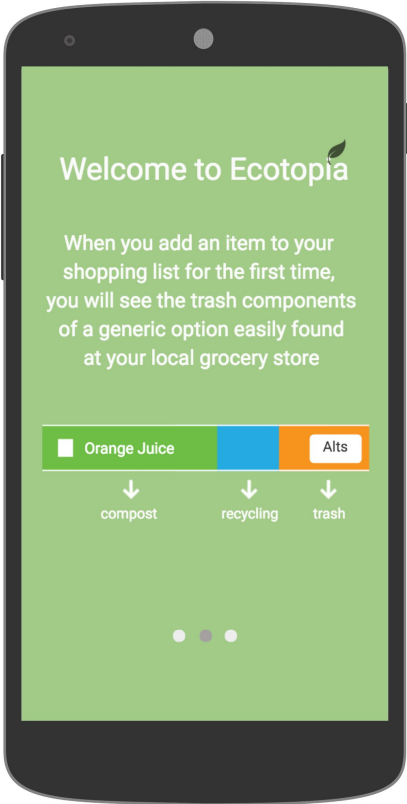 Welcome to Ecotopia
When you add an item to your
shopping list for the first time,
you will see the trash components
of a generic option easily found
at your local grocery store
Orange Juice Alts
compost recycling trash